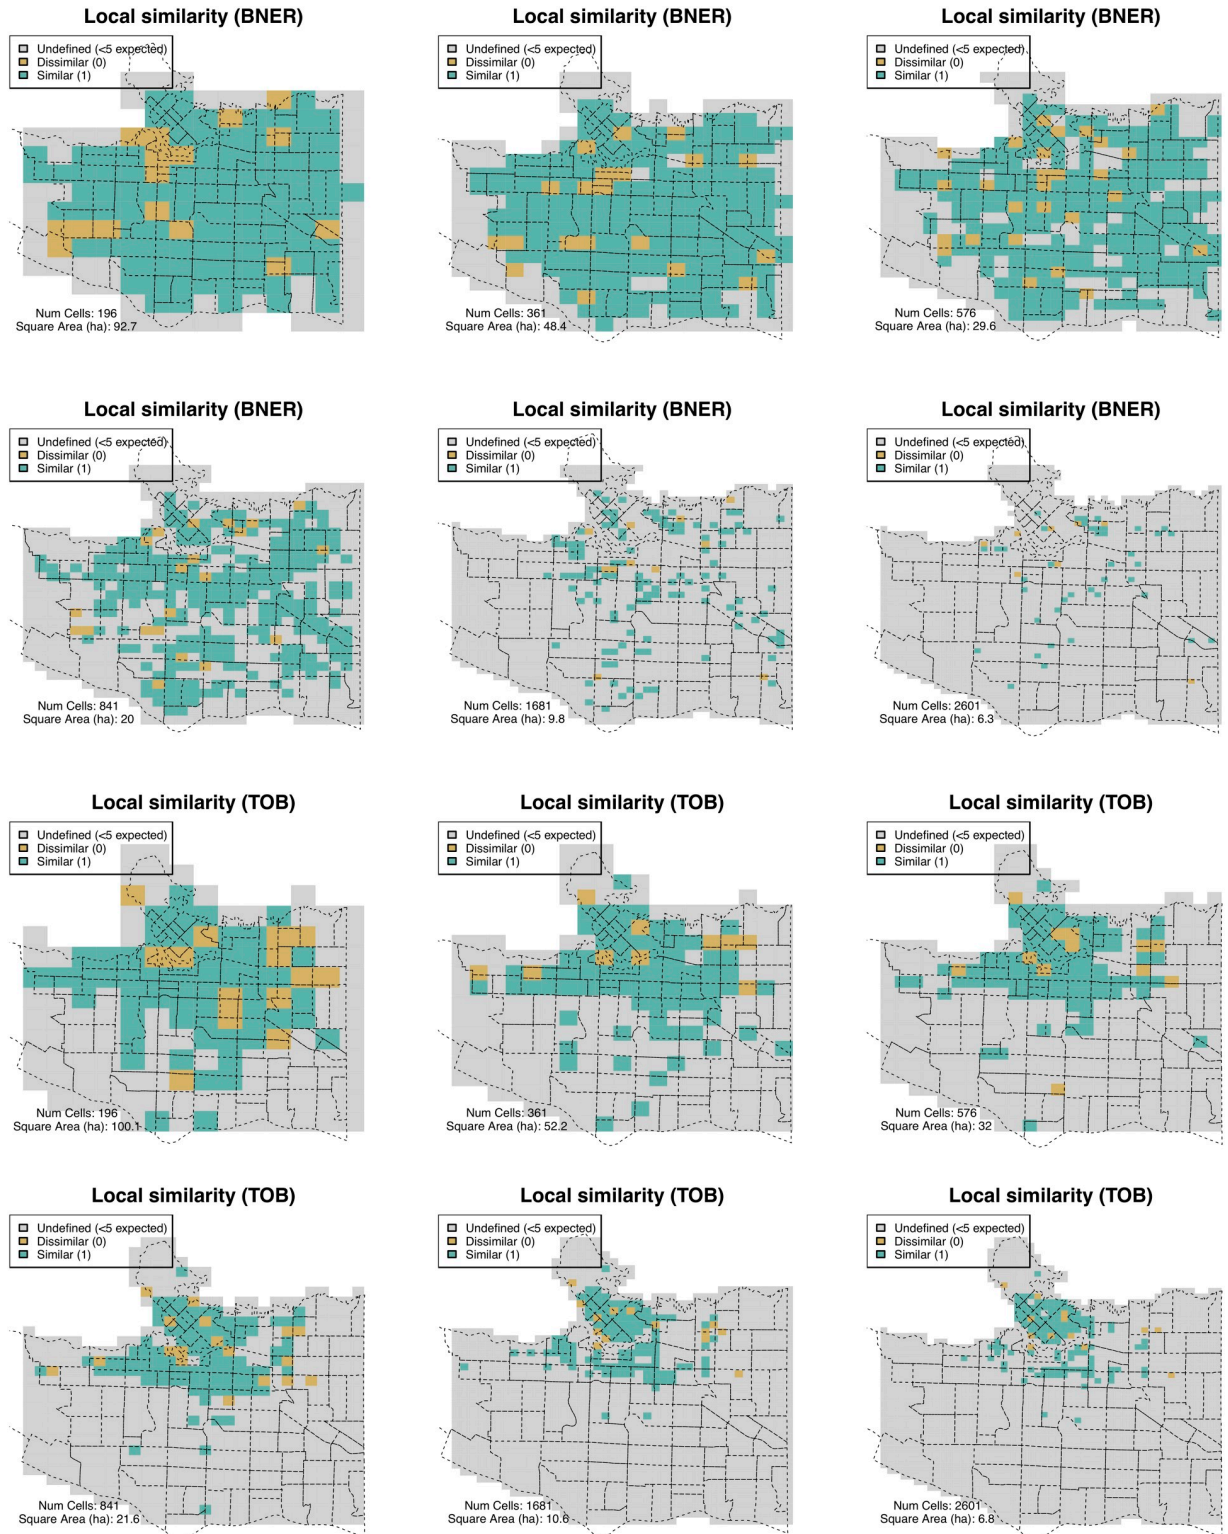 Local similarity (BNER)
Undefined (<5 expected)
Dissimilar (0)
Similar (1)
Num Cells: 196
Square Area (ha): 92.7
Local similarity (BNER)
Undefined (<5 expected)
Dissimilar (0)
Similar (1)
Num Cells: 361
Square Area (ha): 48.4
Local similarity (BNER)
Undefined (<5 expected)
Dissimilar (0)
Similar (1)
Num Cells: 576
Square Area (ha): 29.6
Local similarity (BNER)
Undefined (<5 expected)
Dissimilar (0)
Similar (1)
Num Cells: 841
Square Area (ha): 20
Local similarity (BNER)
Undefined (<5 expected)
Dissimilar (0)
Similar (1)
Num Cells: 1681
Square Area (ha): 9.8
Local similarity (BNER)
Undefined (<5 expected)
Dissimilar (0)
Similar (1)
Num Cells: 2601
Square Area (ha): 6.3
Local similarity (TOB)
Undefined (<5 expected)
Dissimilar (0)
Similar (1)
Num Cells: 196
Square Area (ha): 100.1
Local similarity (TOB)
Undefined (<5 expected)
Dissimilar (0)
Similar (1)
Num Cells: 361
Square Area (ha): 52.2
Local similarity (TOB)
Undefined (<5 expected)
Dissimilar (0)
Similar (1)
Num Cells: 576
Square Area (ha): 32
Local similarity (TOB)
Undefined (<5 expected)
Dissimilar (0)
Similar (1)
Num Cells: 841
Square Area (ha): 21.6
Local similarity (TOB)
Undefined (<5 expected)
Dissimilar (0)
Similar (1)
Num Cells: 1681
Square Area (ha): 10.6
Local similarity (TOB)
Undefined (<5 expected)
Dissimilar (0)
Similar (1)
Num Cells: 2601
Square Area (ha): 6.8